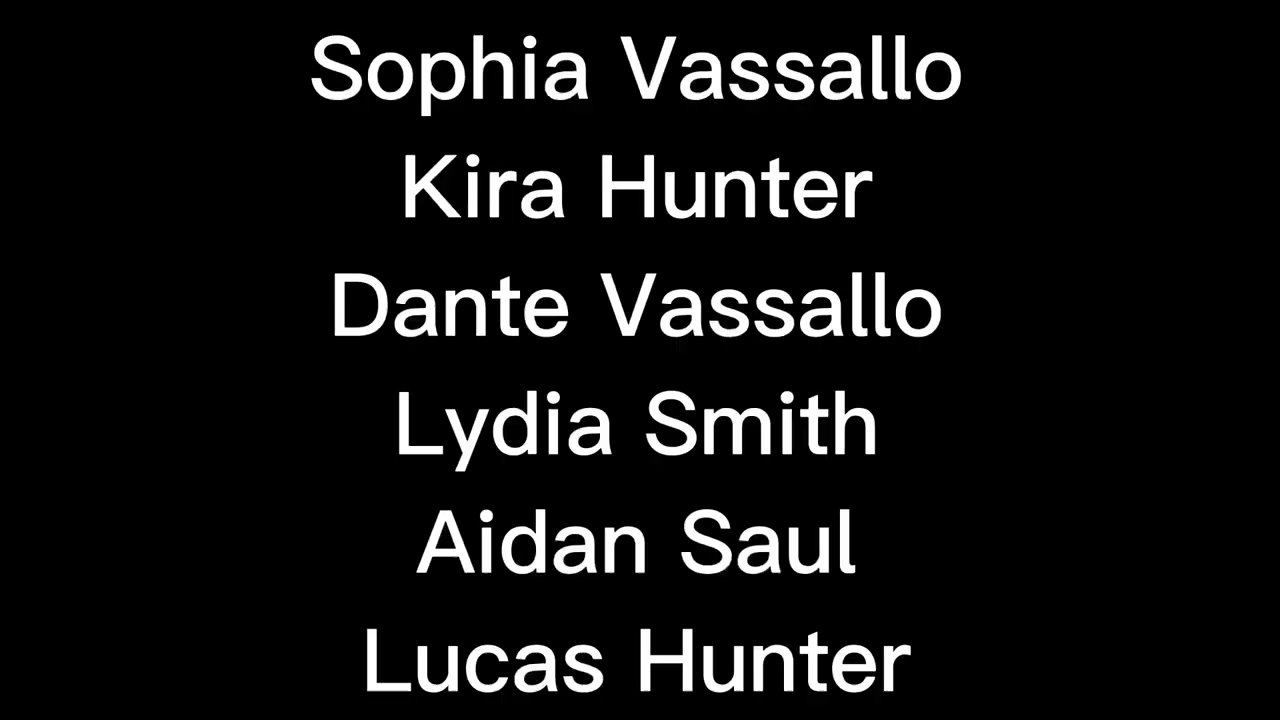 Sophia Vassallo
Kira Hunter
Dante Vassallo
Lydia Smith
Aidan Saul
Lucas Hunter